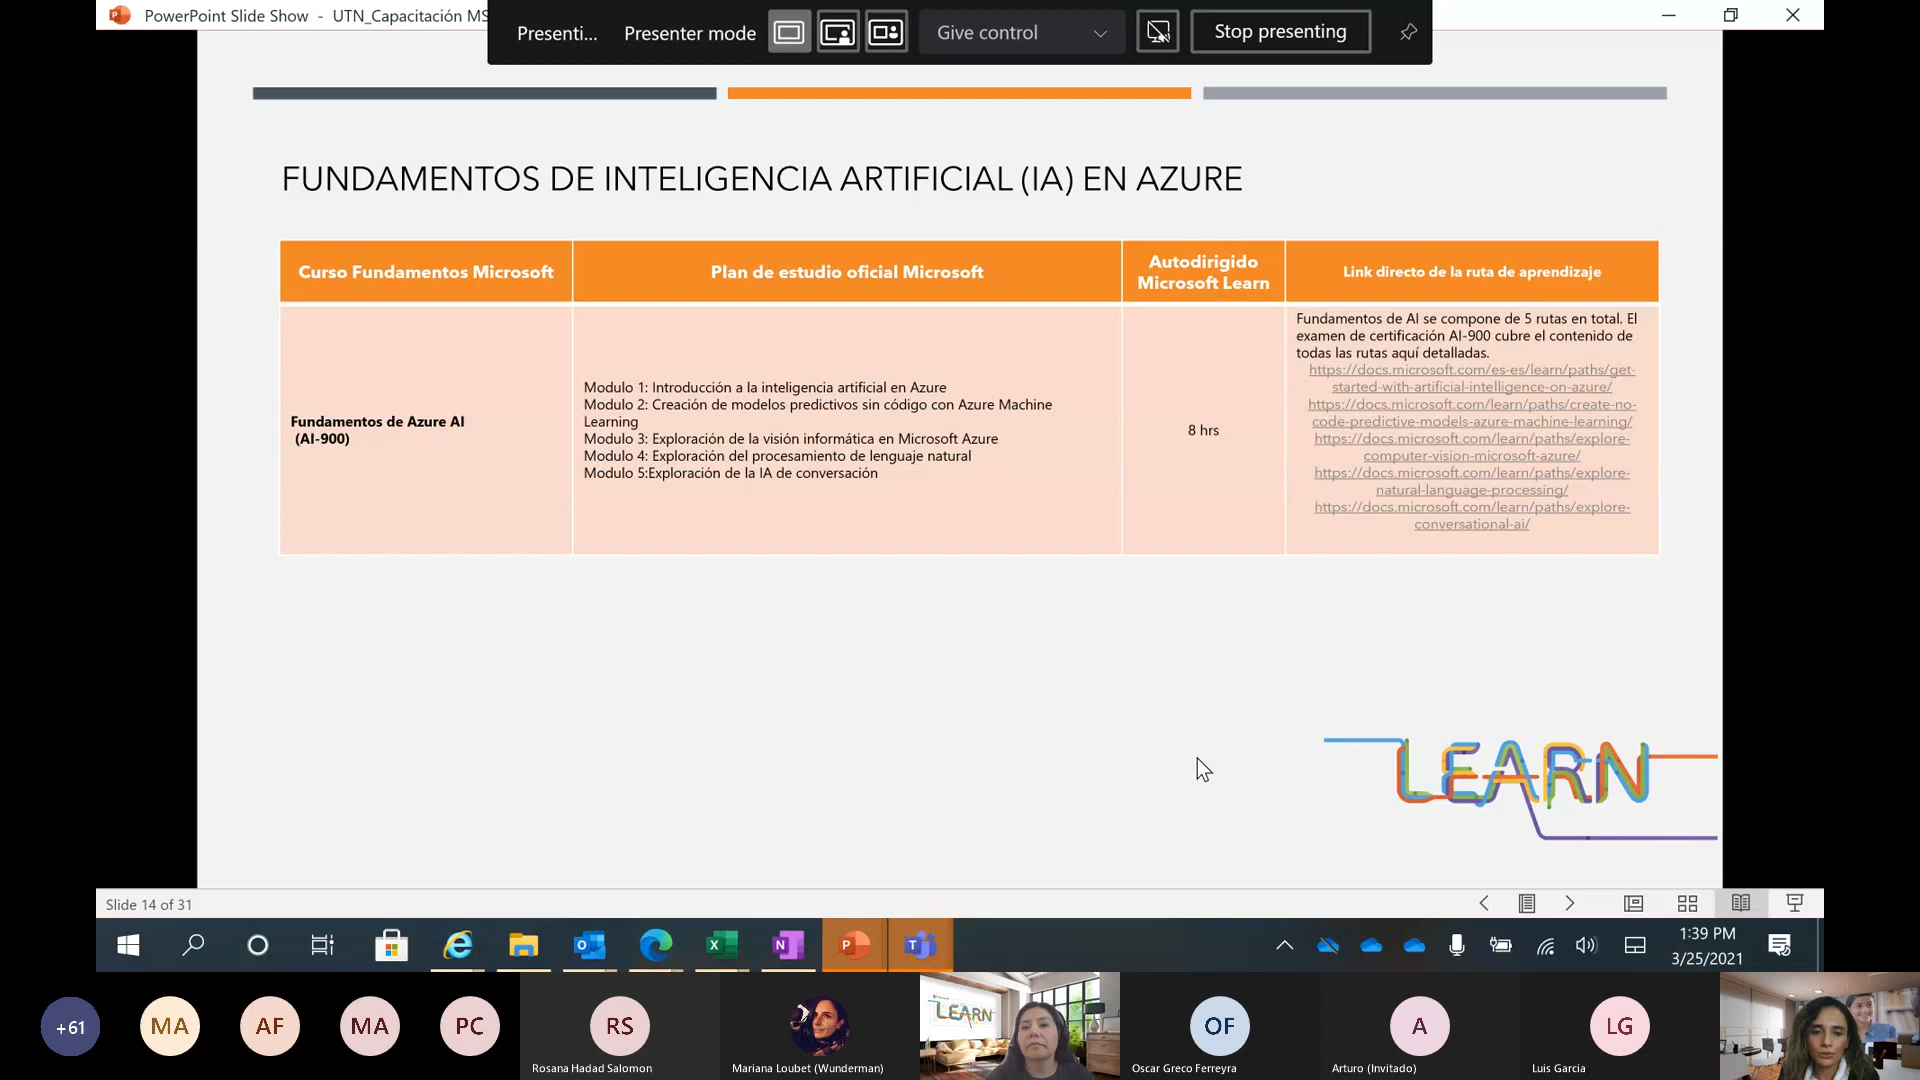 PowerPoint Slide Show - UTN_Capacitación MS
Presenti...
Presenter mode
Give control
Stop presenting
FUNDAMENTOS DE INTELIGENCIA ARTIFICIAL (IA) EN AZURE
Curso Fundamentos Microsoft
Plan de estudio oficial Microsoft
Autodirigido
Microsoft Learn
Link directo de la ruta de aprendizaje
Fundamentos de Azure AI
(AI-900)
Modulo 1: Introducción a la inteligencia artificial en Azure
Modulo 2: Creación de modelos predictivos sin código con Azure Machine
Learning
Modulo 3: Exploración de la visión informática en Microsoft Azure
Modulo 4: Exploración del procesamiento de lenguaje natural
Modulo 5:Exploración de la IA de conversación
8 hrs
Fundamentos de AI se compone de 5 rutas en total. El
examen de certificación AI-900 cubre el contenido de
todas las rutas aquí detalladas.
https://docs.microsoft.com/es-es/learn/paths/get-
started-with-artificial-intelligence-on-azure/
https://docs.microsoft.com/learn/paths/create-no-
code-predictive-models-azure-machine-learning/
https://docs.microsoft.com/learn/paths/explore-
computer-vision-microsoft-azure/
https://docs.microsoft.com/learn/paths/explore-
natural-language-processing/
https://docs.microsoft.com/learn/paths/explore-
conversational-ai/
LEARN
Slide 14 of 31
1:39 PM
3/25/2021
+61
MA
AF
MA
PC
RS
Rosana Hadad Salomon
Mariana Loubet (Wunderman)
LEARN
OF
Oscar Greco Ferreyra
A
Arturo (Invitado)
LG
Luis Garcia